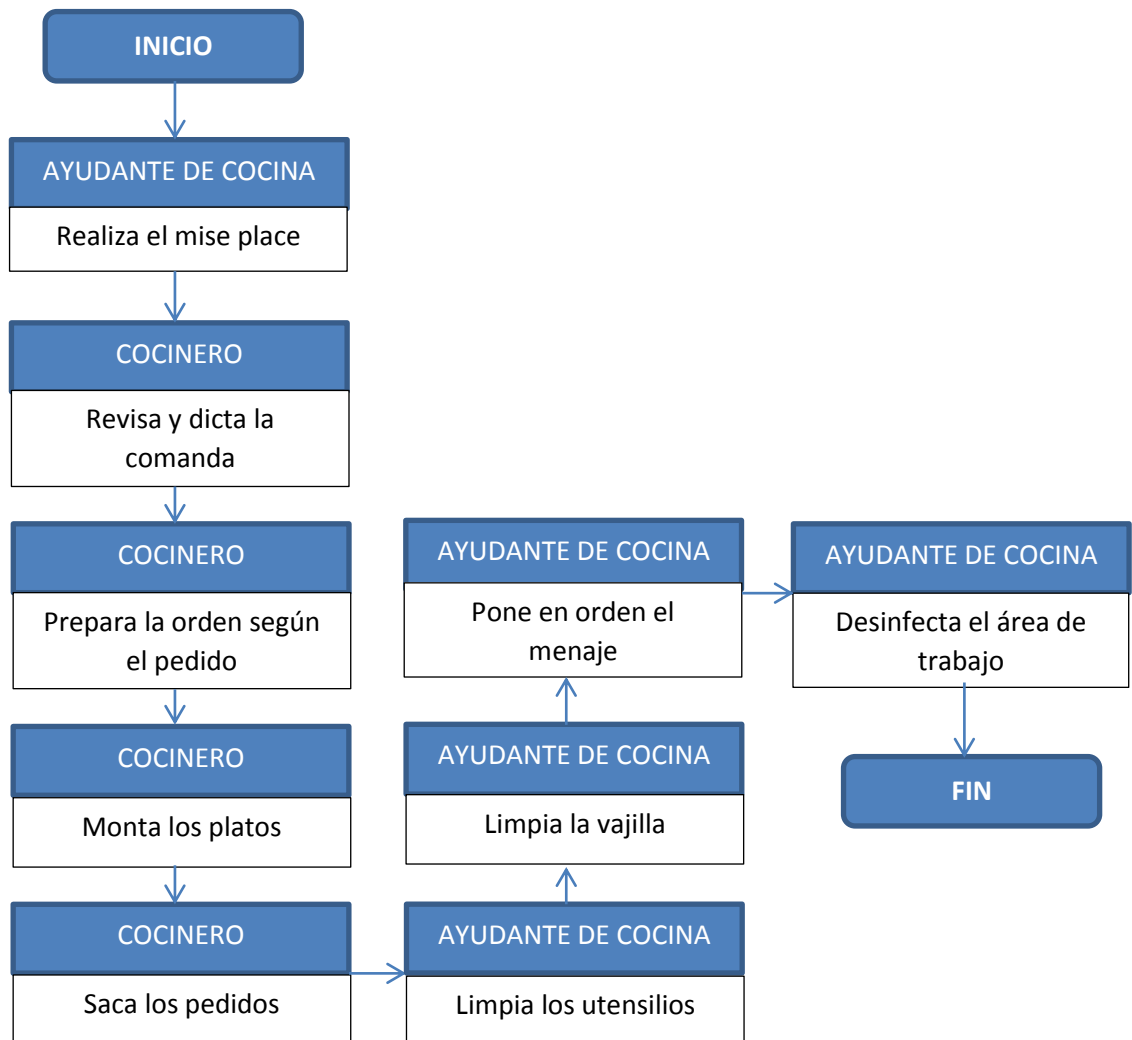 INICIO
AYUDANTE DE COCINA
Realiza el mise place
COCINERO
Revisa y dicta la
comanda
COCINERO
Prepara la orden según
el pedido
COCINERO
Monta los platos
COCINERO
Saca los pedidos
AYUDANTE DE COCINA
Limpia los utensilios
AYUDANTE DE COCINA
Limpia la vajilla
AYUDANTE DE COCINA
Pone en orden el
menaje
AYUDANTE DE COCINA
Desinfecta el área de
trabajo
FIN